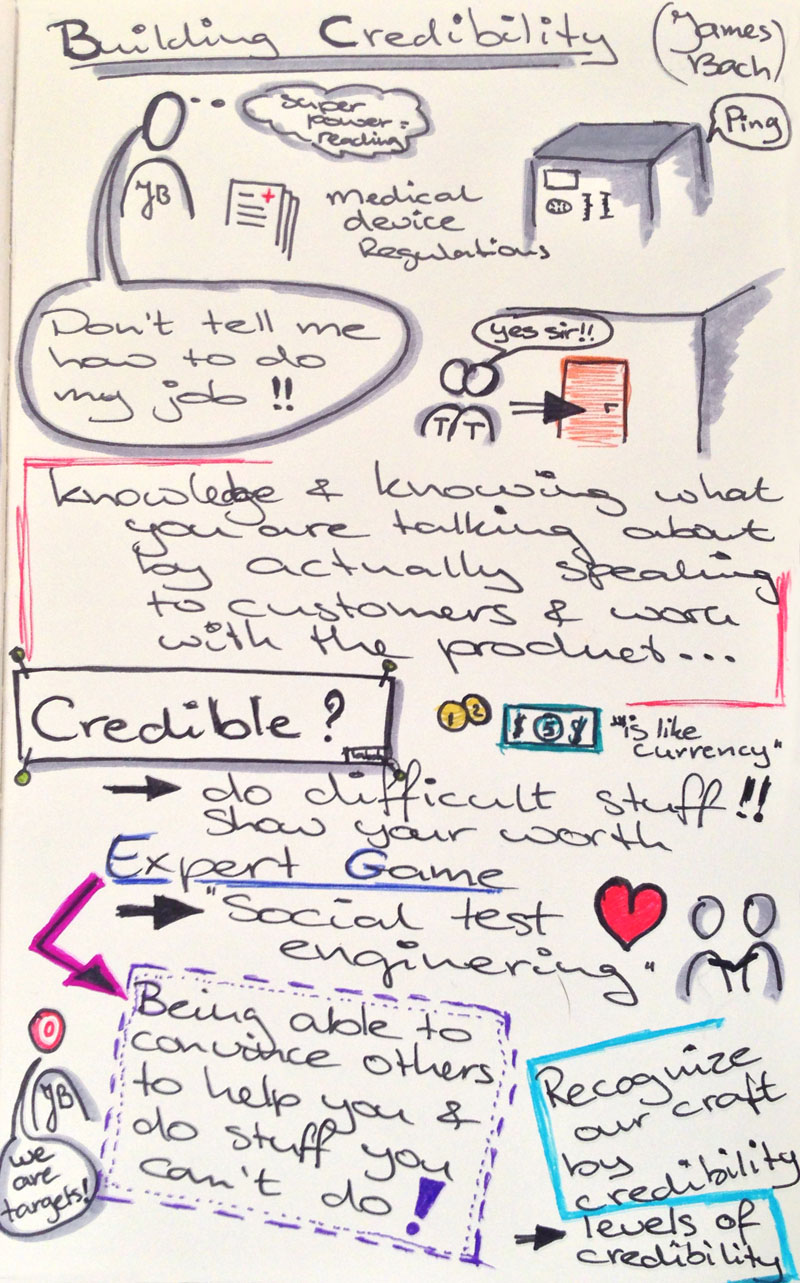 Building Credibility
(James
Bach)
super
power =
reading
Ping
JB
medical
device
Regulations
Don't tell me
how to do
my job !!
yes sir!!
T T
knowledge & knowing what
you are talking about
by actually speaking
to customers & work
with the product...
Credible ?
1 2
$ 5 $
"is like
currency"
→ do difficult stuff!!
show your worth
Expert Game
→ "Social test
enginering"
Being able to
convince others
to help you &
do stuff you
can't do !
JB
we
are
targets!
Recognize
our craft
by
credibility
→ levels of
credibility